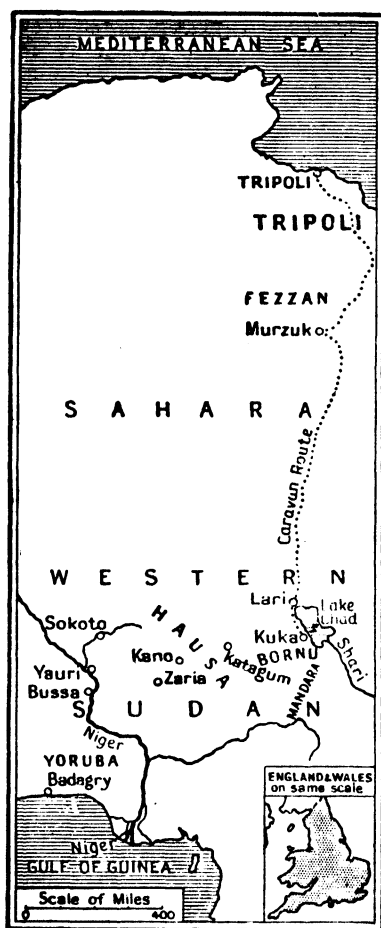 MEDITERRANEAN SEA
TRIPOLI
TRIPOLI
FEZZAN
Murzuk
SAHARA
Caravan Route
WESTERN
Lari
Lake
Chad
Sokoto
HAUSA
Kuka
Shari
Kano
Katagum
BORNU
Yauri
Zaria
MANDARA
Bussa
SUDAN
Niger
YORUBA
Badagry
ENGLAND & WALES
on same scale
Niger
GULF OF GUINEA
Scale of Miles
0 400